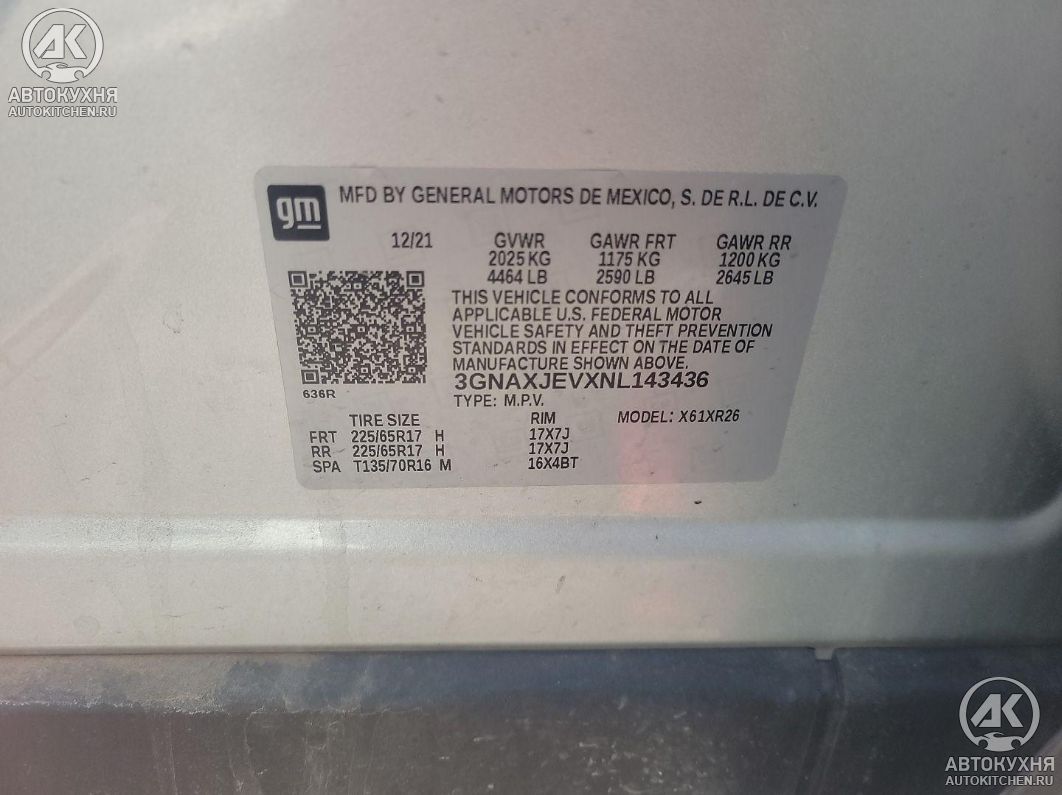 AK
АВТОКУХНЯ
AUTOKITCHEN.RU
gm
MFD BY GENERAL MOTORS DE MEXICO, S. DE R.L. DE C.V.
12/21 GVWR GAWR FRT GAWR RR
2025 KG 1175 KG 1200 KG
4464 LB 2590 LB 2645 LB
THIS VEHICLE CONFORMS TO ALL
APPLICABLE U.S. FEDERAL MOTOR
VEHICLE SAFETY AND THEFT PREVENTION
STANDARDS IN EFFECT ON THE DATE OF
MANUFACTURE SHOWN ABOVE.
3GNAXJEVXNL143436
636R
TYPE: M.P.V.
TIRE SIZE RIM MODEL: X61XR26
FRT 225/65R17 H 17X7J
RR 225/65R17 H 17X7J
SPA T135/70R16 M 16X4BT
AK
АВТОКУХНЯ
AUTOKITCHEN.RU